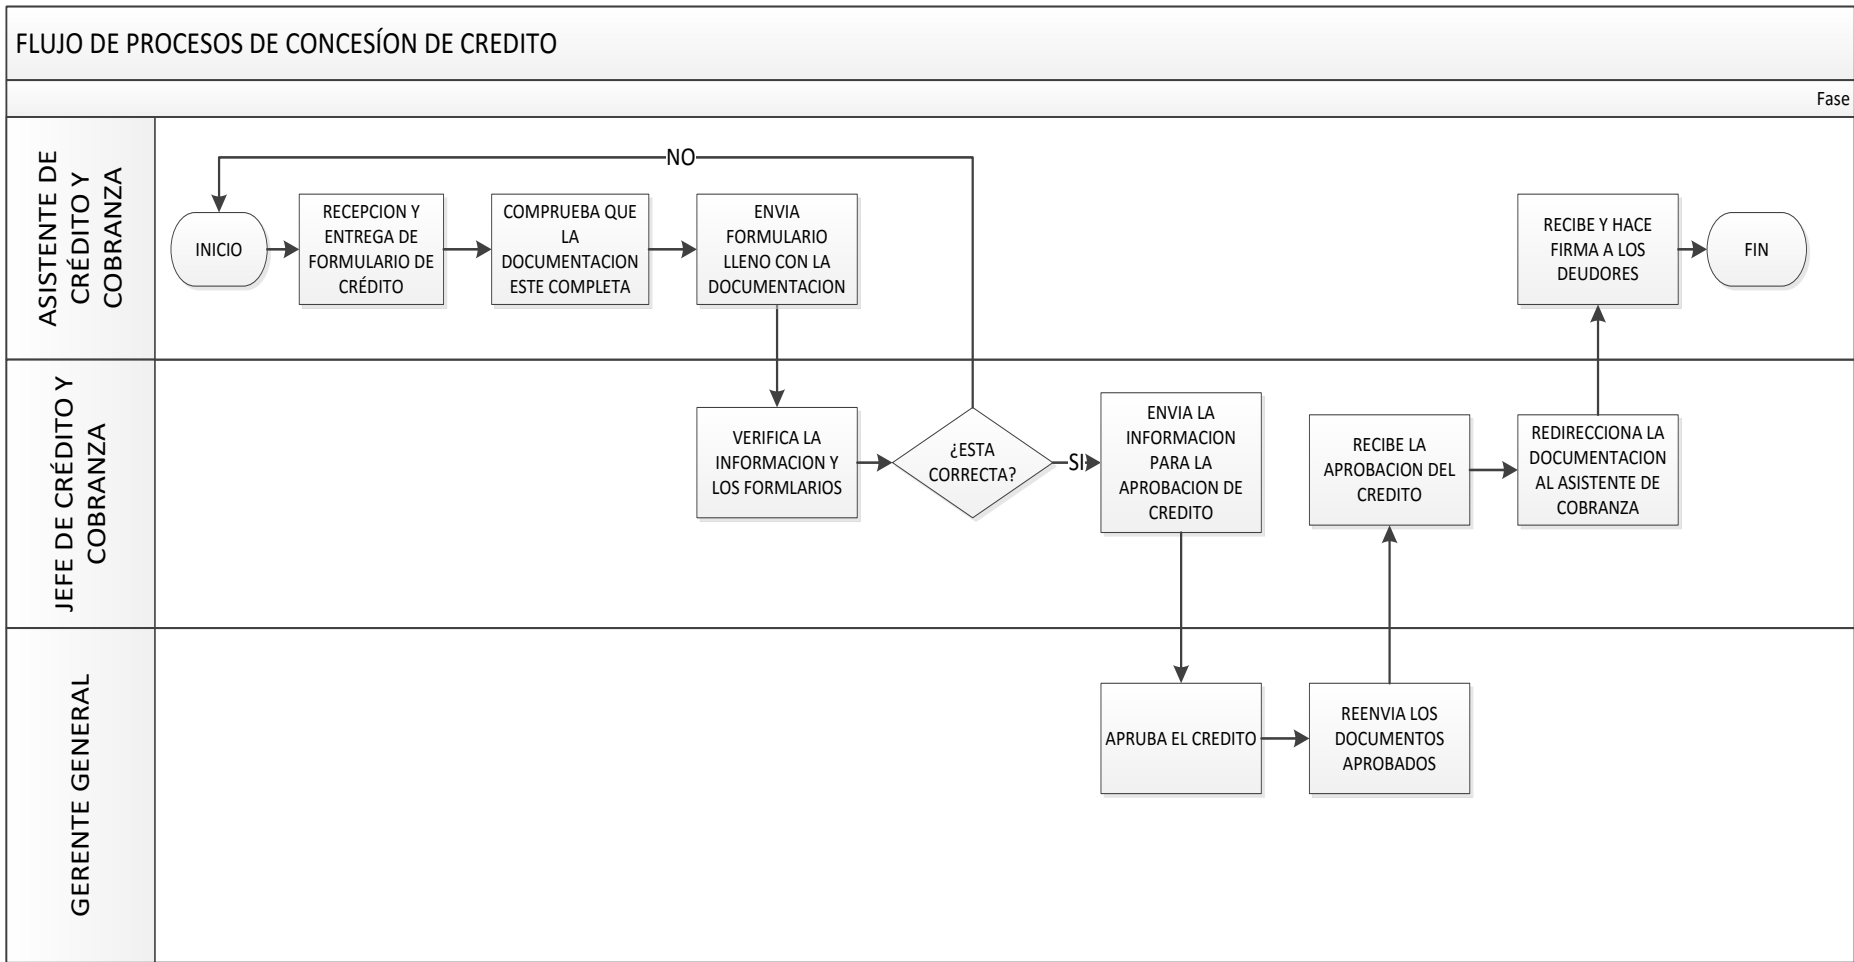 FLUJO DE PROCESOS DE CONCESÍON DE CREDITO
Fase
ASISTENTE DE
CRÉDITO Y
COBRANZA
NO
INICIO
RECEPCION Y
ENTREGA DE
FORMULARIO DE
CRÉDITO
COMPRUEBA QUE
LA
DOCUMENTACION
ESTE COMPLETA
ENVIA
FORMULARIO
LLENO CON LA
DOCUMENTACION
RECIBE Y HACE
FIRMA A LOS
DEUDORES
FIN
JEFE DE CRÉDITO Y
COBRANZA
VERIFICA LA
INFORMACION Y
LOS FORMLARIOS
¿ESTA
CORRECTA?
SI
ENVIA LA
INFORMACION
PARA LA
APROBACION DE
CREDITO
RECIBE LA
APROBACION DEL
CREDITO
REDIRECCIONA LA
DOCUMENTACION
AL ASISTENTE DE
COBRANZA
GERENTE GENERAL
APRUBA EL CREDITO
REENVIA LOS
DOCUMENTOS
APROBADOS